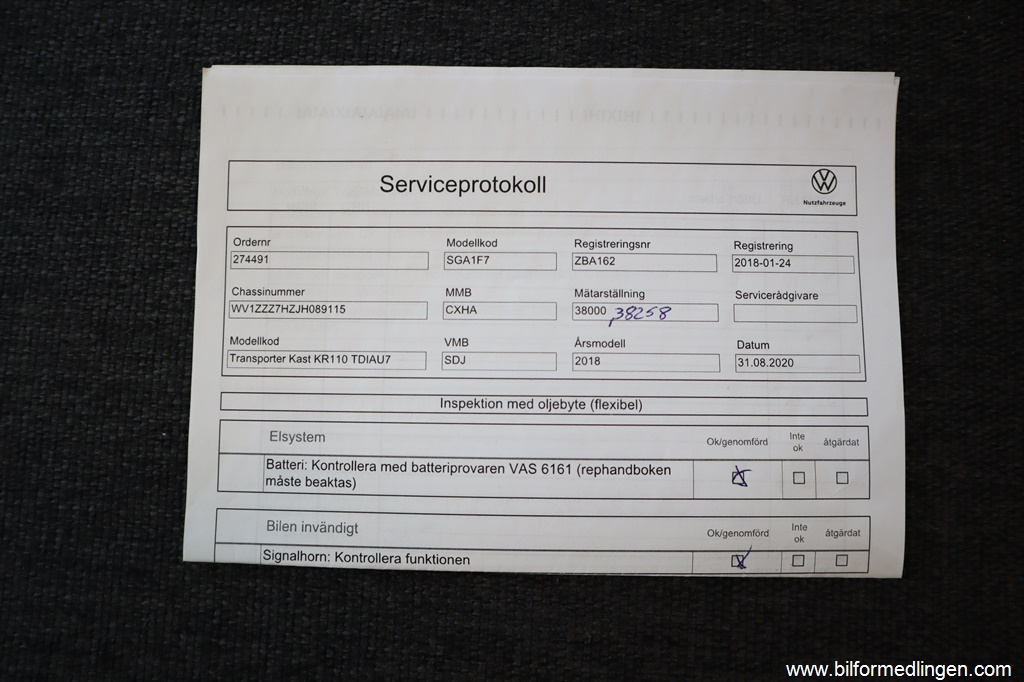 Serviceprotokoll
Nutzfahrzeuge
Ordernr Modellkod Registreringsnr Registrering
274491 SGA1F7 ZBA162 2018-01-24
Chassinummer MMB Mätarställning Servicerådgivare
WV1ZZZ7HZJH089115 CXHA 38000 38258
Modellkod VMB Årsmodell Datum
Transporter Kast KR110 TDIAU7 SDJ 2018 31.08.2020
Inspektion med oljebyte (flexibel)
Elsystem Ok/genomförd Inte ok åtgärdat
Batteri: Kontrollera med batteriprovaren VAS 6161 (rephandboken
måste beaktas)
Bilen invändigt Ok/genomförd Inte ok åtgärdat
Signalhorn: Kontrollera funktionen
www.bilformedlingen.com